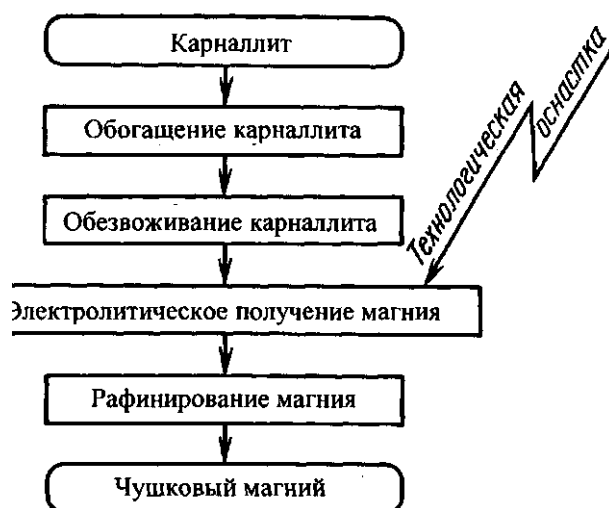 Карналлит
Обогащение карналлита
Обезвоживание карналлита
Технологическая
оснастка
Электролитическое получение магния
Рафинирование магния
Чушковый магний